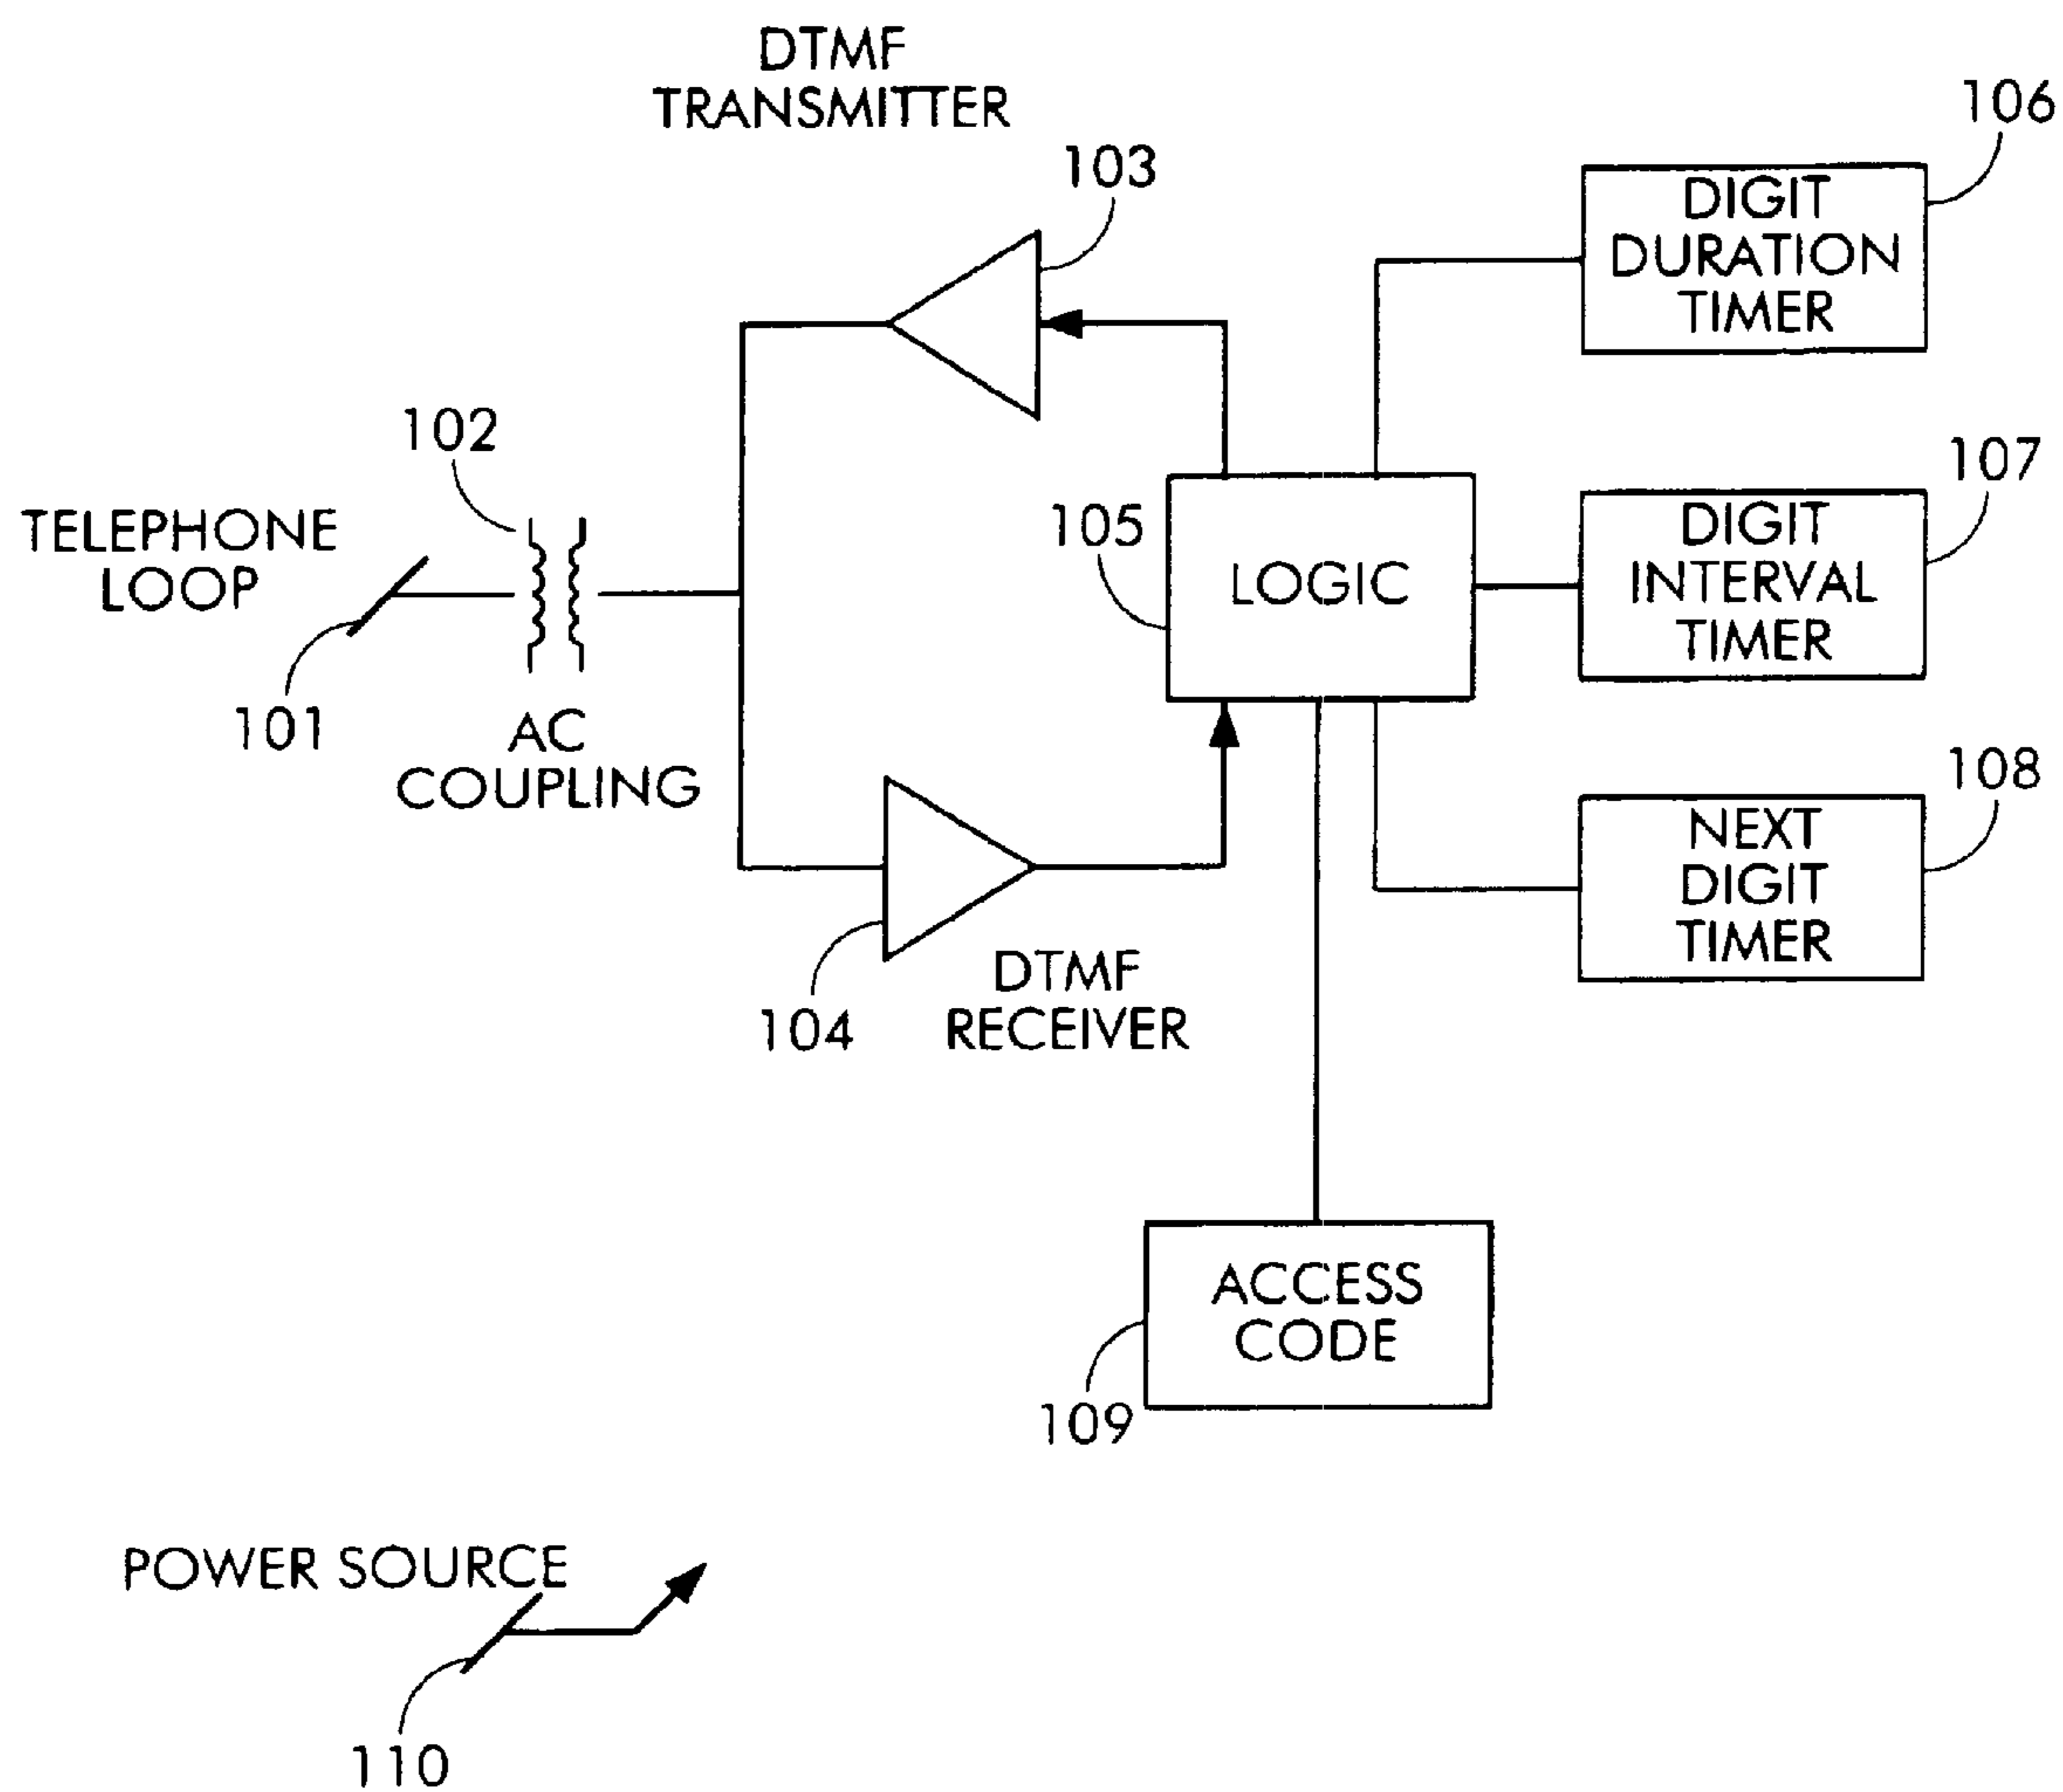 DTMF
TRANSMITTER
103
106
DIGIT
DURATION
TIMER
102
TELEPHONE
LOOP
101
AC
COUPLING
105
LOGIC
107
DIGIT
INTERVAL
TIMER
108
NEXT
DIGIT
TIMER
104
DTMF
RECEIVER
ACCESS
CODE
109
POWER SOURCE
110